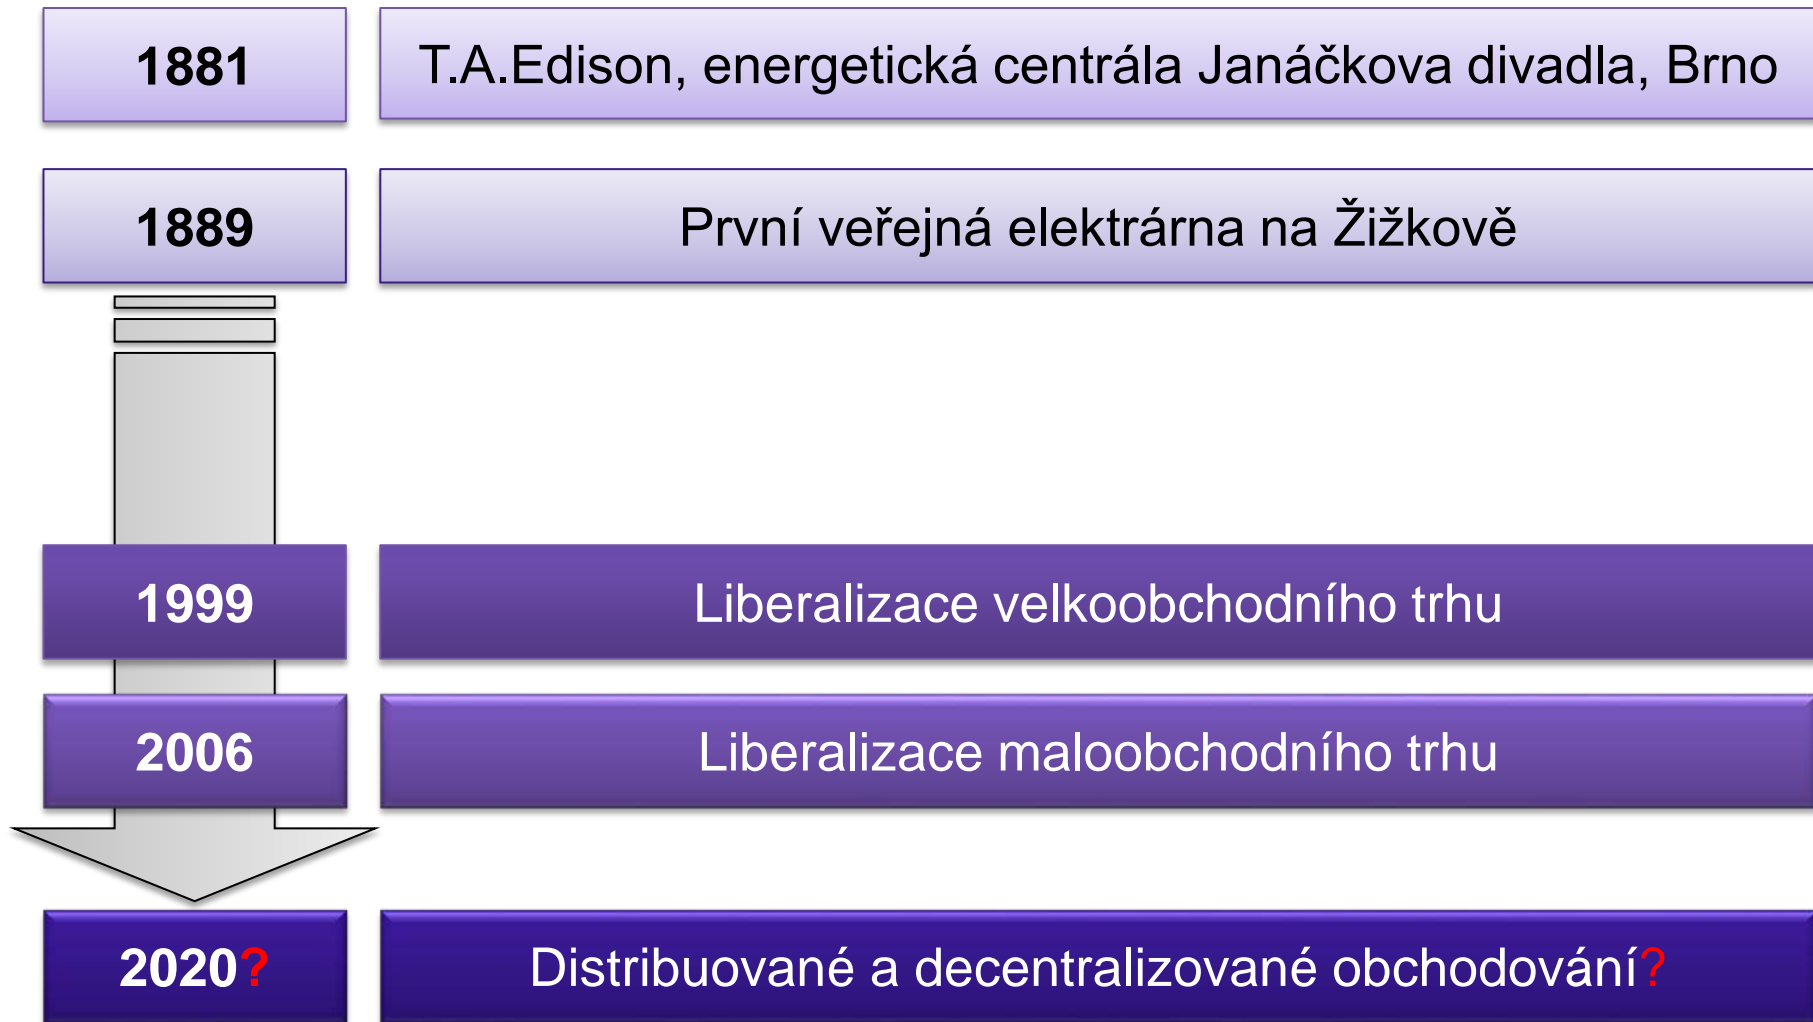 1881
T.A.Edison, energetická centrála Janáčkova divadla, Brno
1889
První veřejná elektrárna na Žižkově
1999
Liberalizace velkoobchodního trhu
2006
Liberalizace maloobchodního trhu
2020?
Distribuované a decentralizované obchodování?